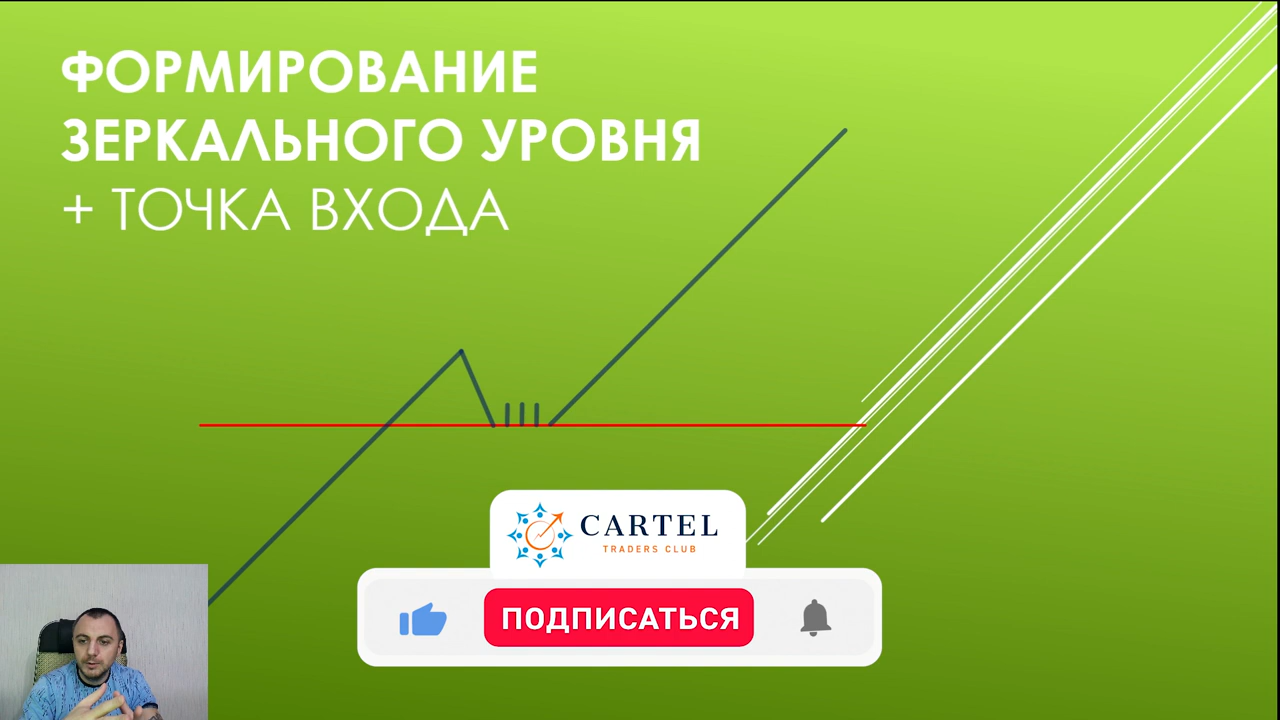 ФОРМИРОВАНИЕ
ЗЕРКАЛЬНОГО УРОВНЯ
+ ТОЧКА ВХОДА
CARTEL
TRADERS CLUB
ПОДПИСАТЬСЯ